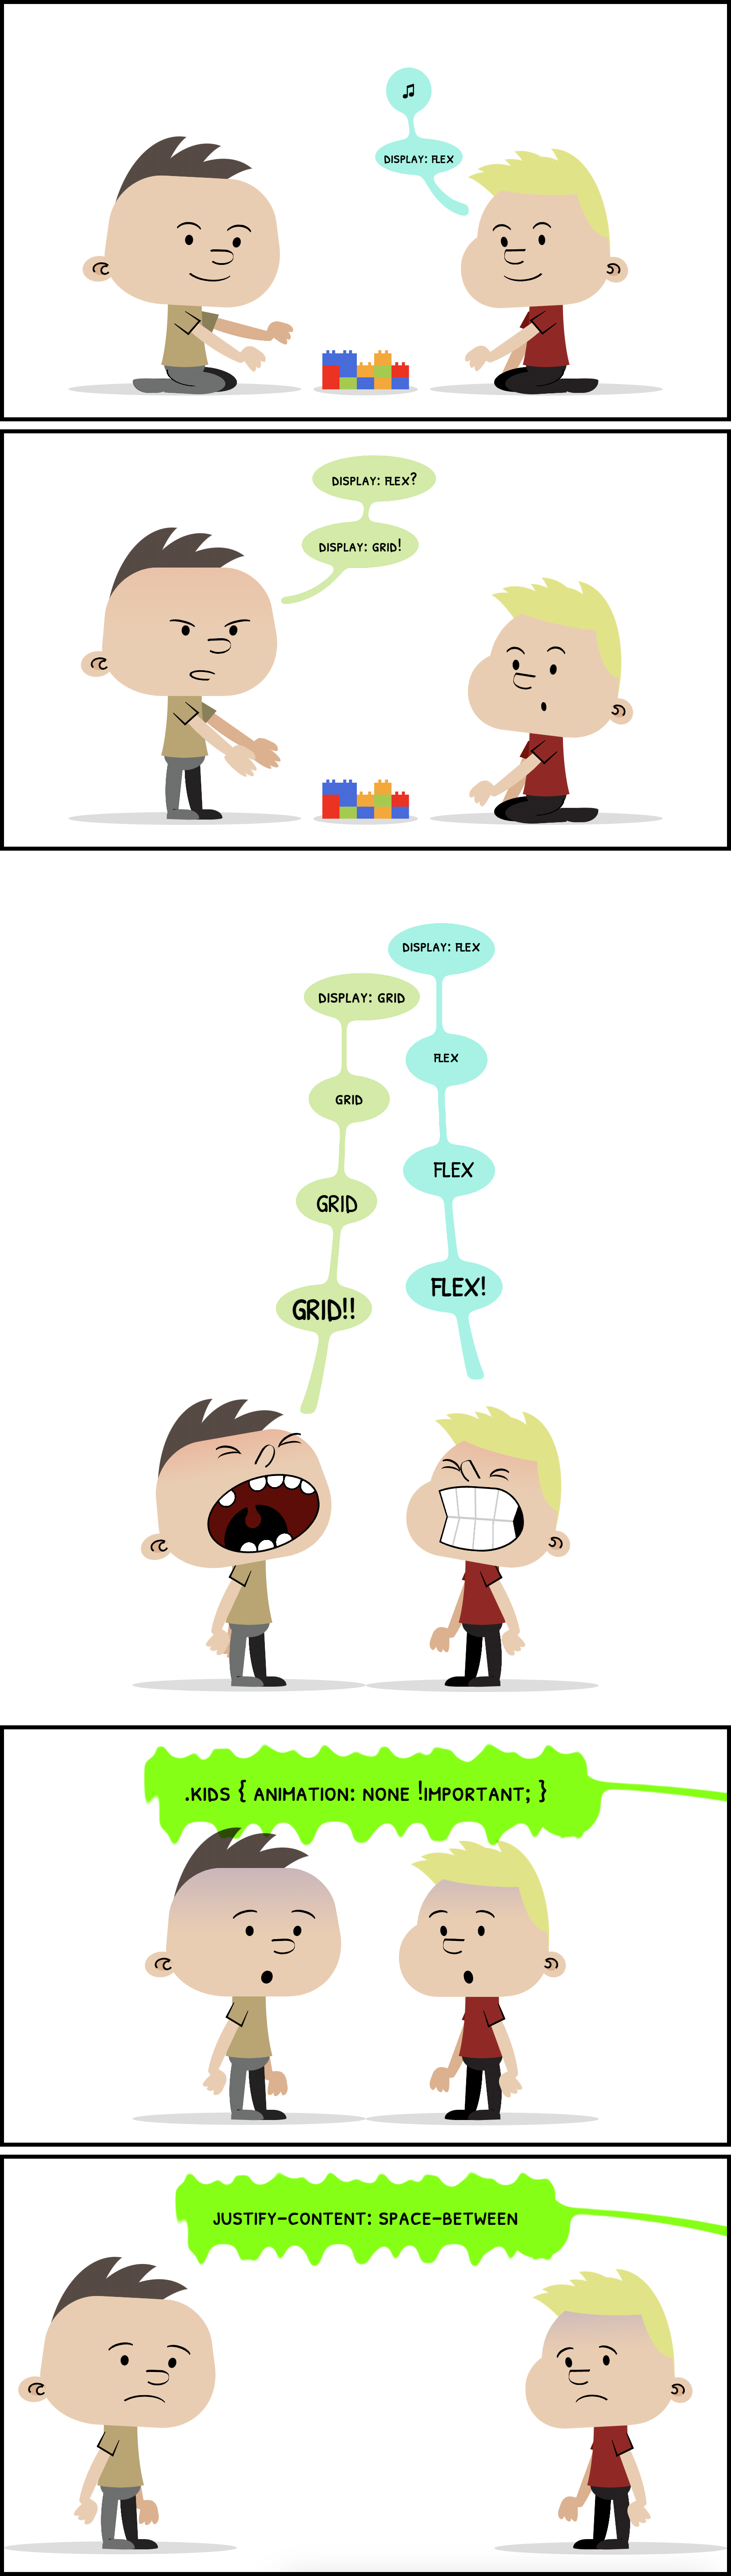 ♫
DISPLAY: FLEX
DISPLAY: FLEX?
DISPLAY: GRID!
DISPLAY: FLEX
DISPLAY: GRID
FLEX
GRID
FLEX
GRID
FLEX!
GRID!!
.KIDS { ANIMATION: NONE !IMPORTANT; }
JUSTIFY-CONTENT: SPACE-BETWEEN